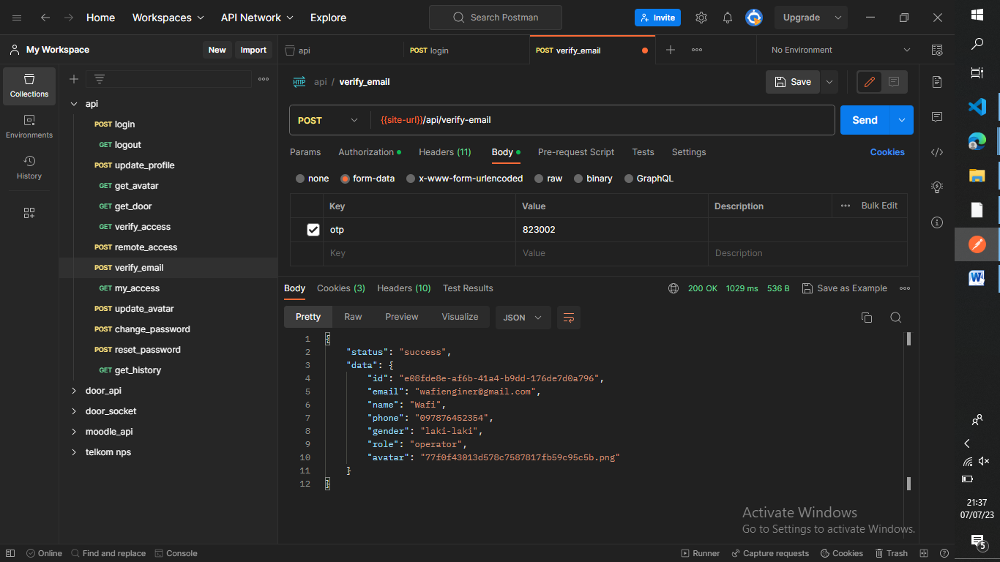 Home Workspaces API Network Explore Search Postman Invite Upgrade
My Workspace New Import api POST login POST verify_email No Environment
Collections
Environments
History
api
POST login
GET logout
POST update_profile
GET get_avatar
GET get_door
GET verify_access
POST remote_access
POST verify_email
GET my_access
POST update_avatar
POST change_password
POST reset_password
GET get_history
door_api
door_socket
moodle_api
telkom nps
HTTP api / verify_email Save
POST {{site-url}}/api/verify-email Send
Params Authorization Headers (11) Body Pre-request Script Tests Settings Cookies
none form-data x-www-form-urlencoded raw binary GraphQL
Key Value Description Bulk Edit
otp 823002
Key Value Description
Body Cookies (3) Headers (10) Test Results 200 OK 1029 ms 536 B Save as Example
Pretty Raw Preview Visualize JSON
1 {
2 "status": "success",
3 "data": {
4 "id": "e08fde8e-af6b-41a4-b9dd-176de7d0a796",
5 "email": "wafienginer@gmail.com",
6 "name": "Wafi",
7 "phone": "097876452354",
8 "gender": "laki-laki",
9 "role": "operator",
10 "avatar": "77f0f43013d578c7587817fb59c95c5b.png"
11 }
12 }
Activate Windows
Go to Settings to activate Windows.
Online Find and replace Console Runner Capture requests Cookies Trash
21:37
07/07/23
5